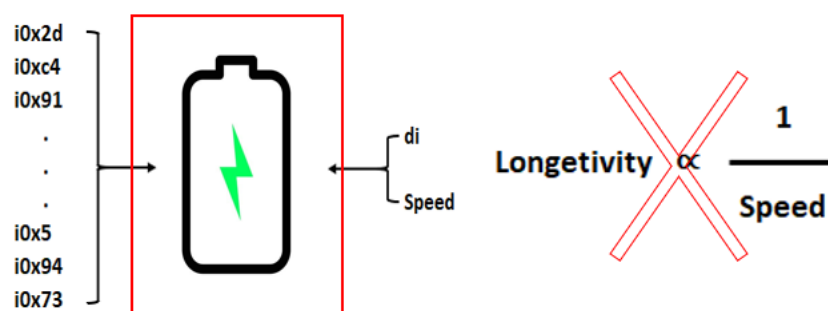 i0x2d
i0xc4
i0x91
.
.
.
i0x5
i0x94
i0x73
di
Speed
Longetivity ∝ 1
Speed